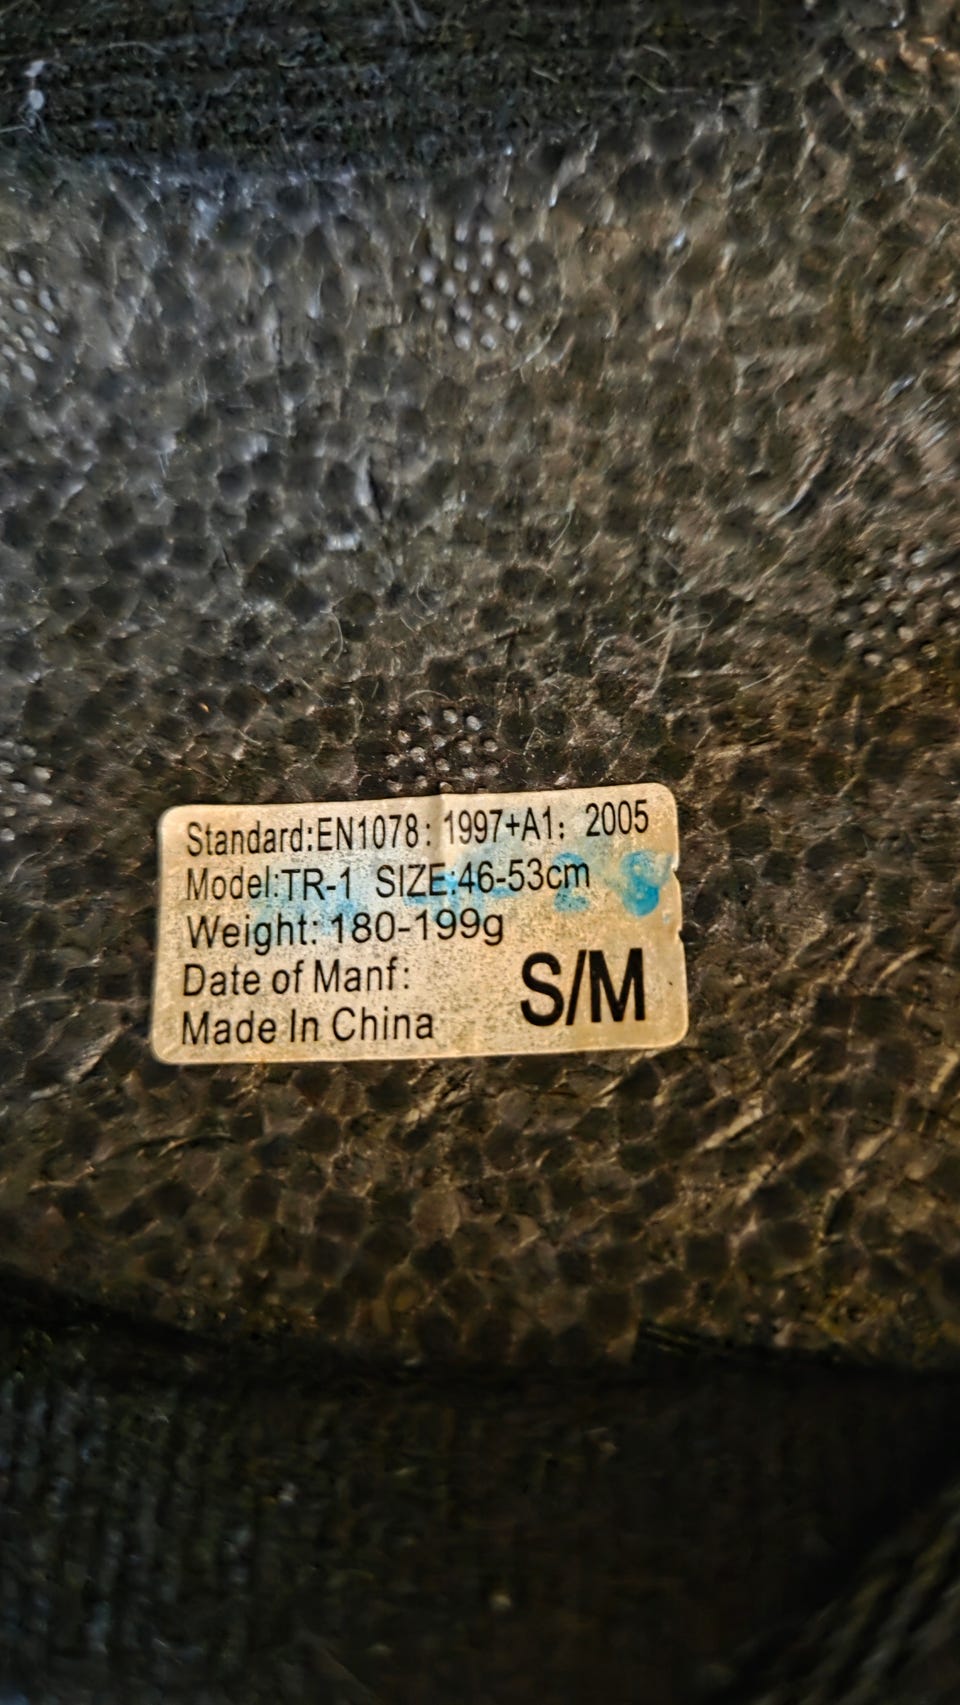 Standard:EN1078: 1997+A1: 2005
Model:TR-1 SIZE:46-53cm
Weight: 180-199g
Date of Manf:
Made In China
S/M